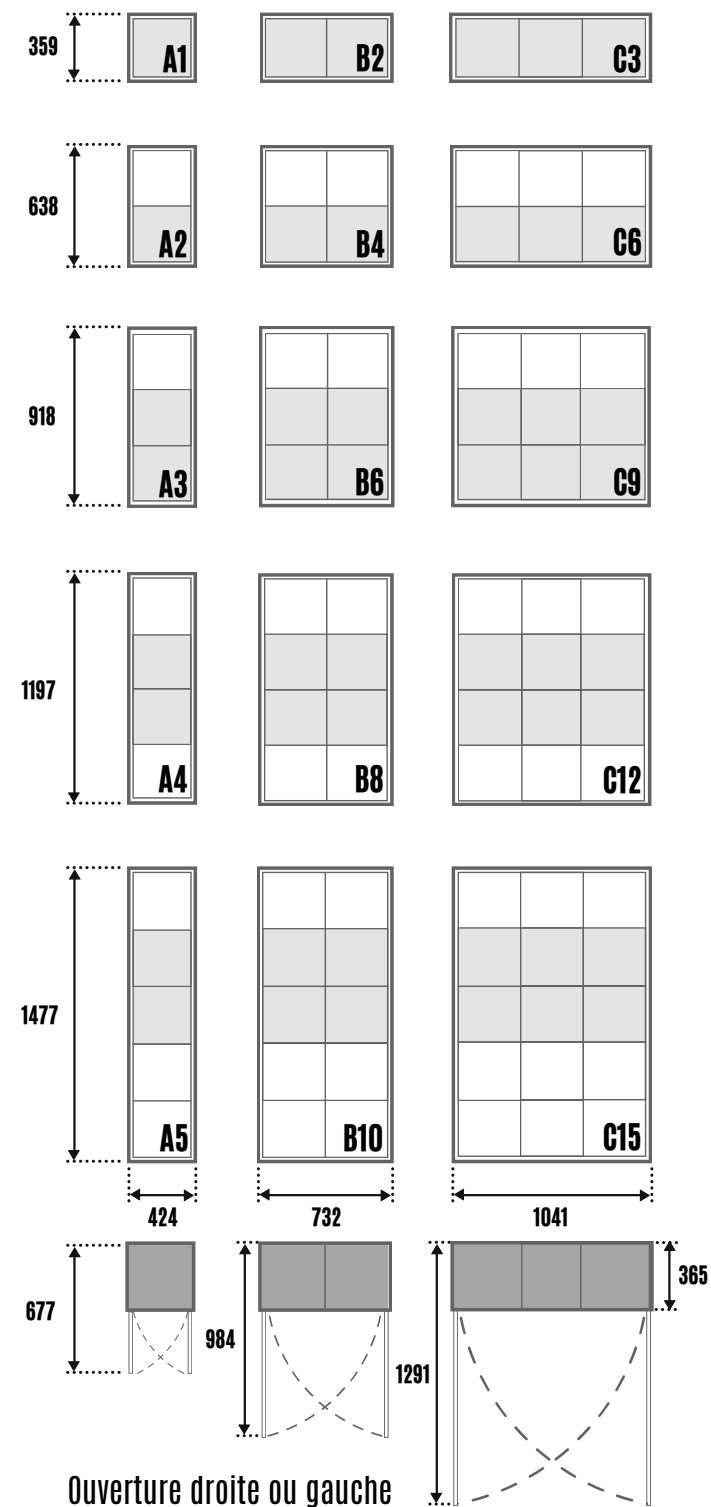 359 A1 B2 C3
638 A2 B4 C6
918 A3 B6 C9
1197 A4 B8 C12
1477 A5 B10 C15
424 732 1041
677 984 1291 365
Ouverture droite ou gauche